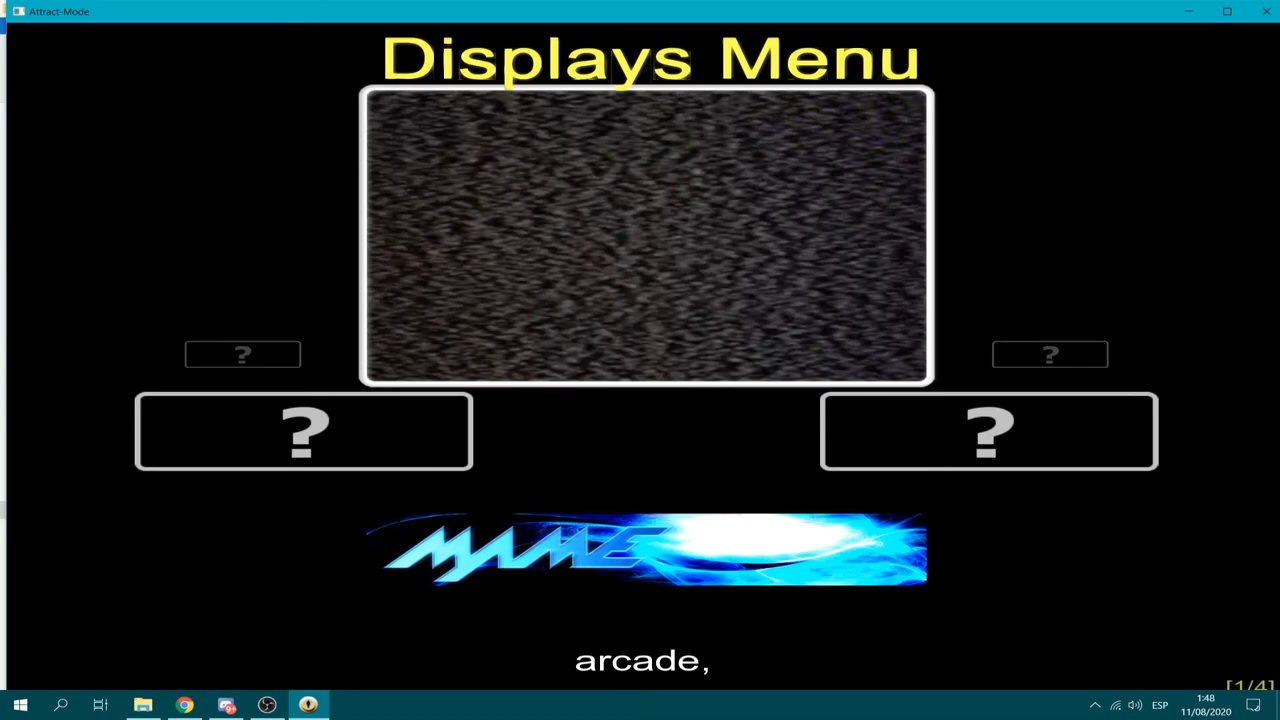 Attract-Mode
Displays Menu
?
?
?
?
MAME
arcade,
[1/4]
ESP
1:48
11/08/2020